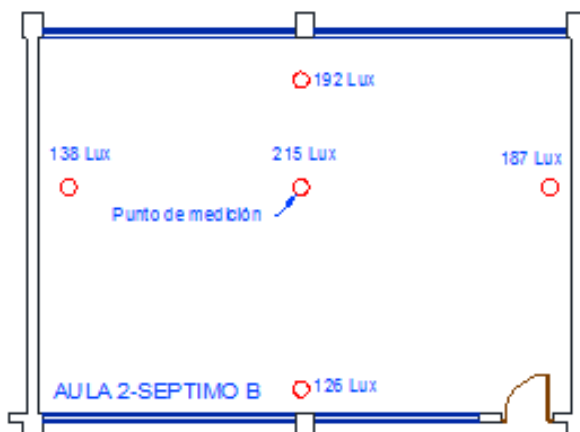 192 Lux
138 Lux
215 Lux
187 Lux
Punto de medición
AULA 2-SEPTIMO B
126 Lux